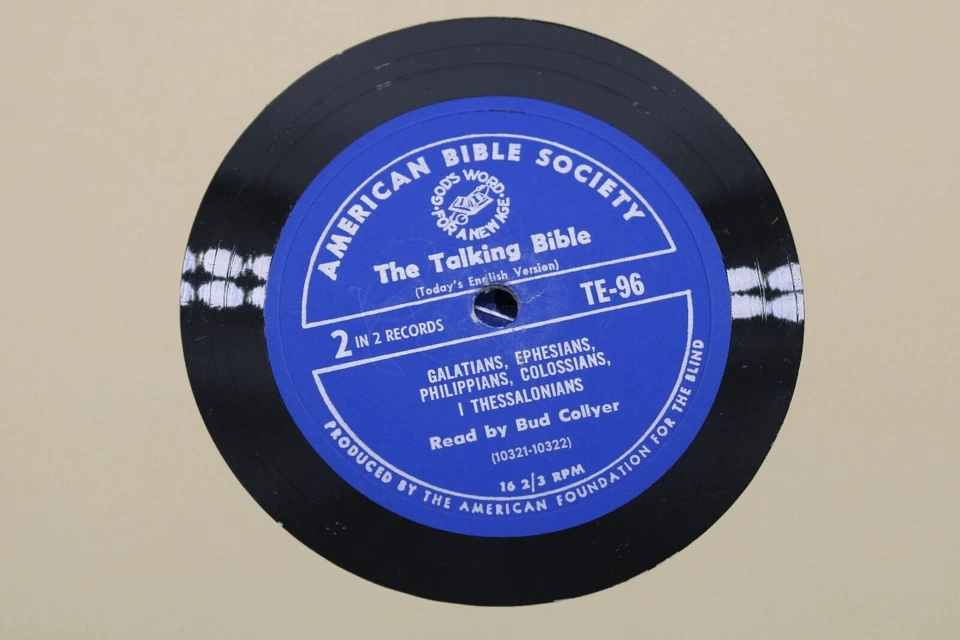 AMERICAN BIBLE SOCIETY
GOD'S WORD
FOR A NEW AGE
The Talking Bible
(Today's English Version)
TE-96
2 IN 2 RECORDS
GALATIANS, EPHESIANS,
PHILIPPIANS, COLOSSIANS,
I THESSALONIANS
Read by Bud Collyer
(10321-10322)
16 2/3 RPM
PRODUCED BY THE AMERICAN FOUNDATION FOR THE BLIND